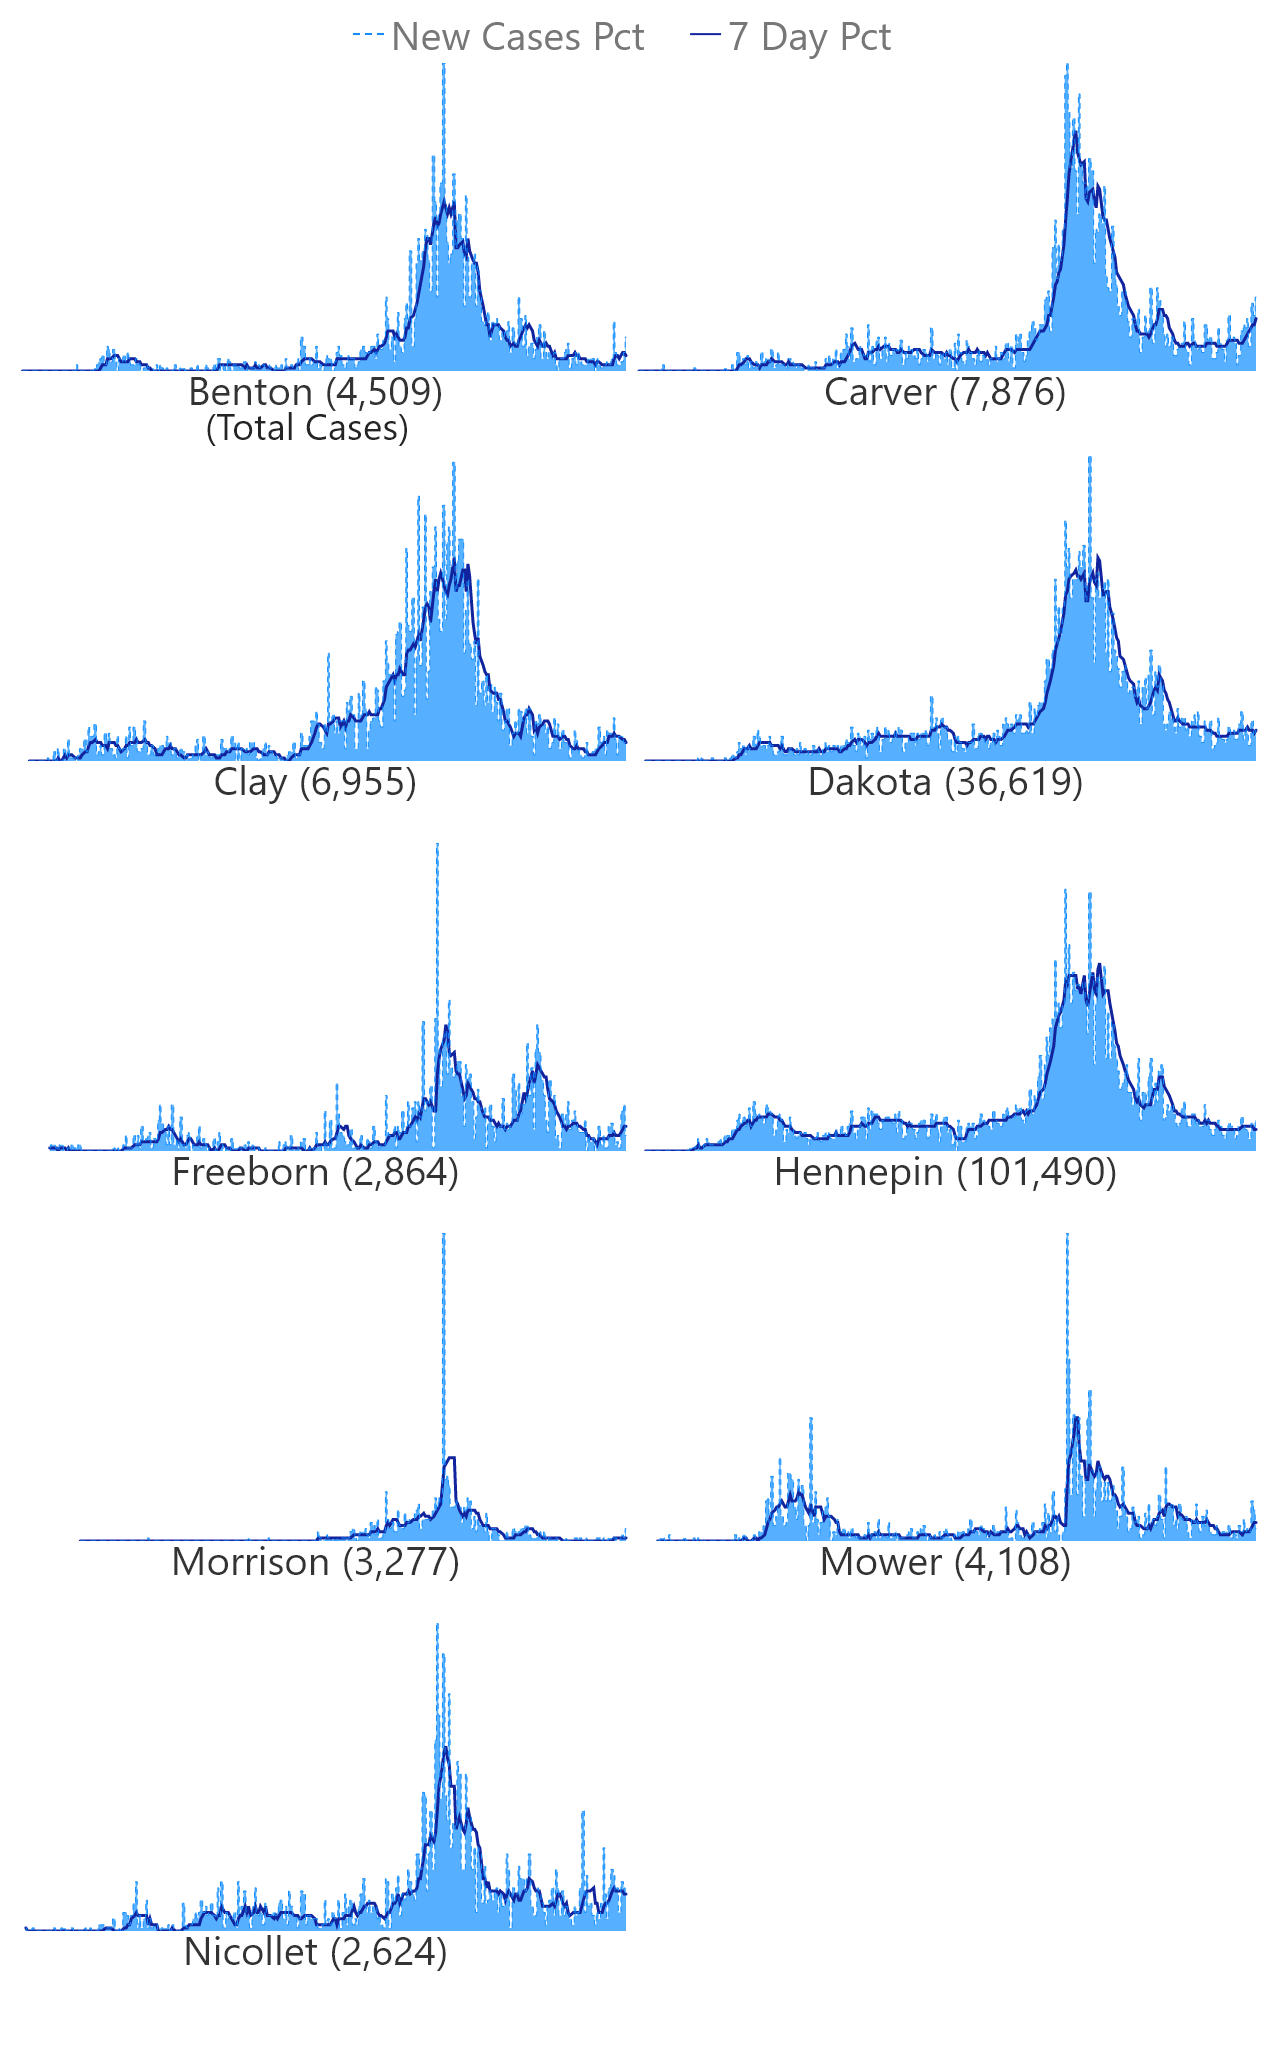 New Cases Pct 7 Day Pct
Benton (4,509) Carver (7,876)
(Total Cases)
Clay (6,955) Dakota (36,619)
Freeborn (2,864) Hennepin (101,490)
Morrison (3,277) Mower (4,108)
Nicollet (2,624)